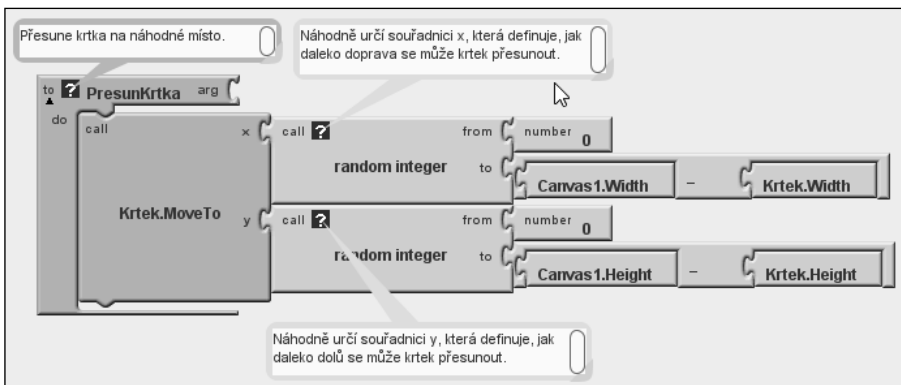 Přesune krtka na náhodné místo.
Náhodně určí souřadnici x, která definuje, jak
daleko doprava se může krtek přesunout.
to ? PresunKrtka arg
do
call
Krtek.MoveTo
x
call ?
random integer
from
number 0
to
Canvas1.Width - Krtek.Width
y
call ?
random integer
from
number 0
to
Canvas1.Height - Krtek.Height
Náhodně určí souřadnici y, která definuje, jak
daleko dolů se může krtek přesunout.